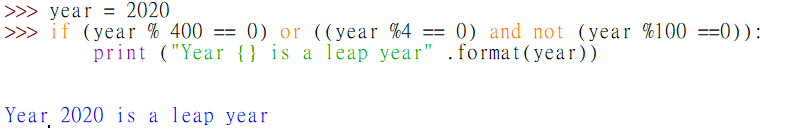 >>> year = 2020
>>> if (year % 400 == 0) or ((year %4 == 0) and not (year %100 ==0)):
        print ("Year {} is a leap year" .format(year))
Year 2020 is a leap year